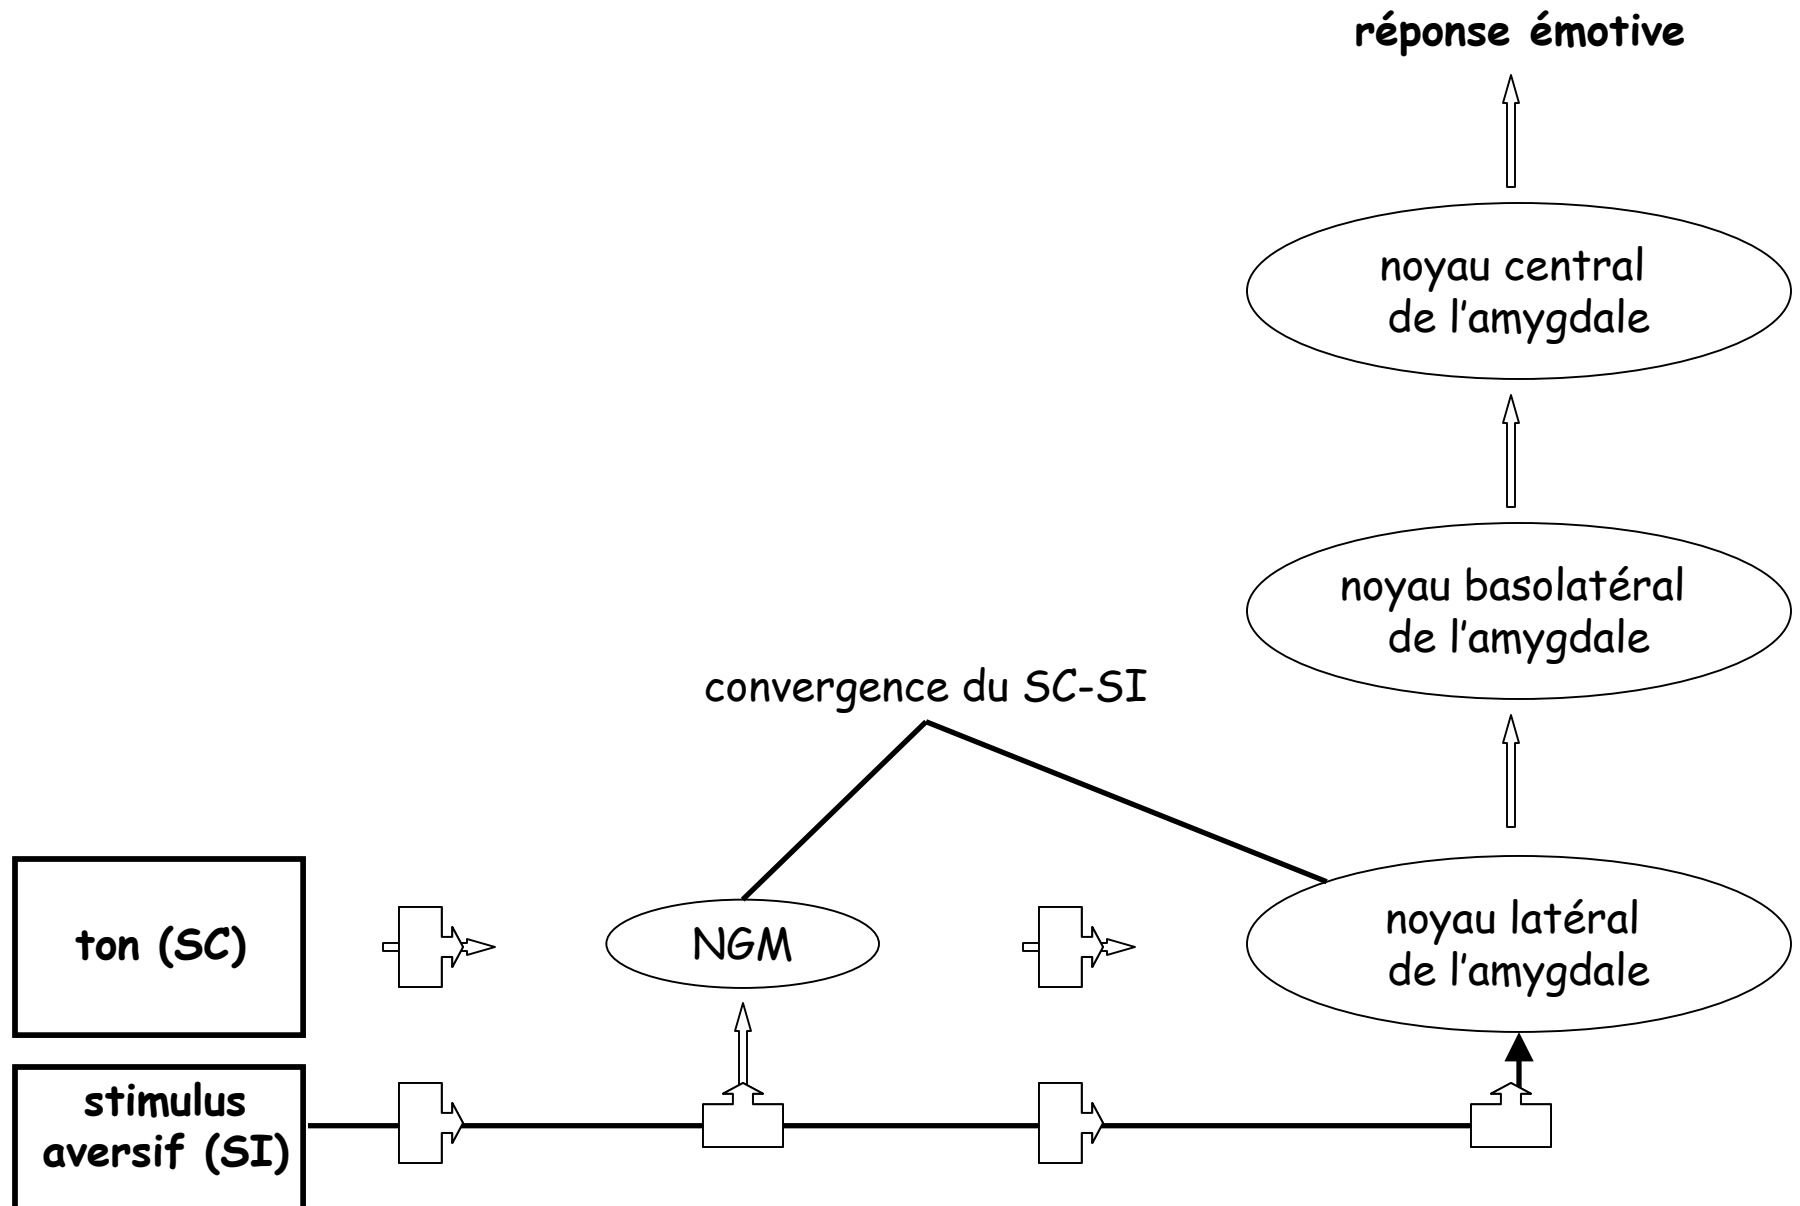 réponse émotive
noyau central
de l'amygdale
noyau basolatéral
de l'amygdale
convergence du SC-SI
ton (SC)
NGM
noyau latéral
de l'amygdale
stimulus
aversif (SI)